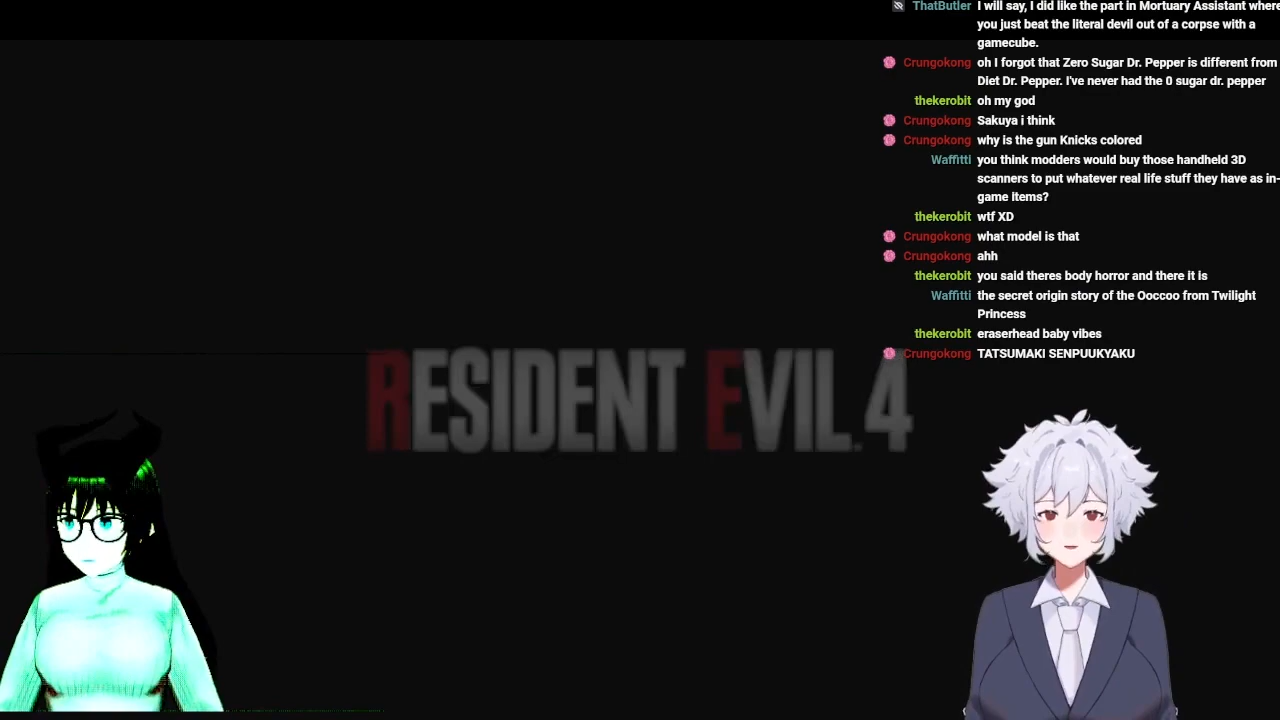 ThatButler I will say, I did like the part in Mortuary Assistant where
you just beat the literal devil out of a corpse with a
gamecube.
Crungokong oh I forgot that Zero Sugar Dr. Pepper is different from
Diet Dr. Pepper. I've never had the 0 sugar dr. pepper
thekerobit oh my god
Crungokong Sakuya i think
Crungokong why is the gun Knicks colored
Waffitti you think modders would buy those handheld 3D
scanners to put whatever real life stuff they have as in-
game items?
thekerobit wtf XD
Crungokong what model is that
Crungokong ahh
thekerobit you said theres body horror and there it is
Waffitti the secret origin story of the Ooccoo from Twilight
Princess
thekerobit eraserhead baby vibes
Crungokong TATSUMAKI SENPUUKYAKU
RESIDENT EVIL 4